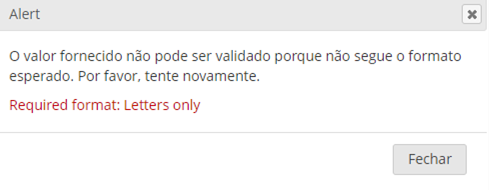 Alert
O valor fornecido não pode ser validado porque não segue o formato
esperado. Por favor, tente novamente.
Required format: Letters only
Fechar